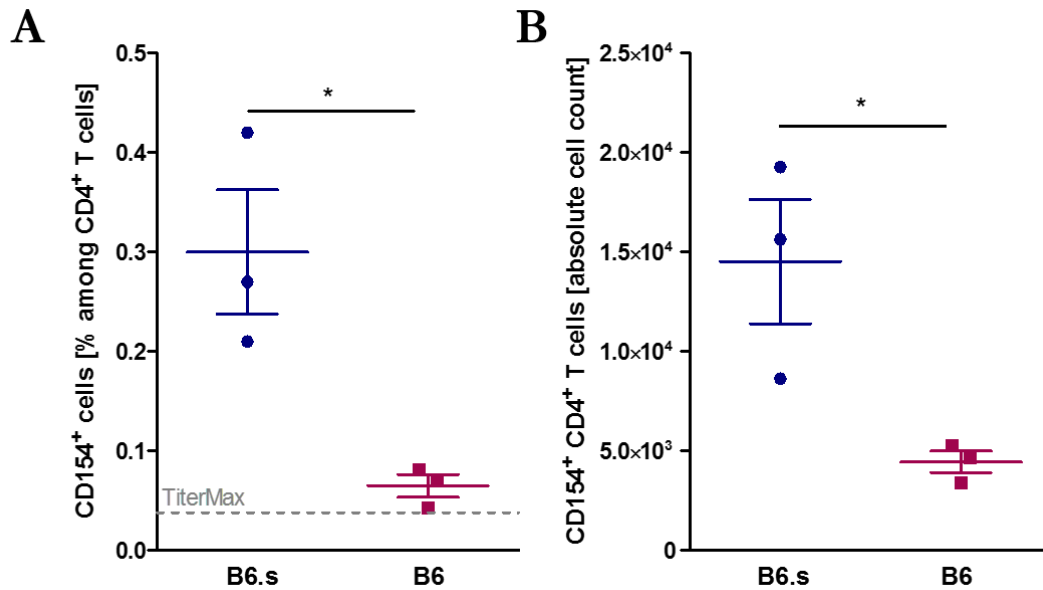 A
CD154⁺ cells [% among CD4⁺ T cells]
0.5
0.4
0.3
0.2
0.1
0.0
*
TiterMax
B6.s
B6
B
CD154⁺ CD4⁺ T cells [absolute cell count]
2.5×10⁴
2.0×10⁴
1.5×10⁴
1.0×10⁴
5.0×10³
0
*
B6.s
B6